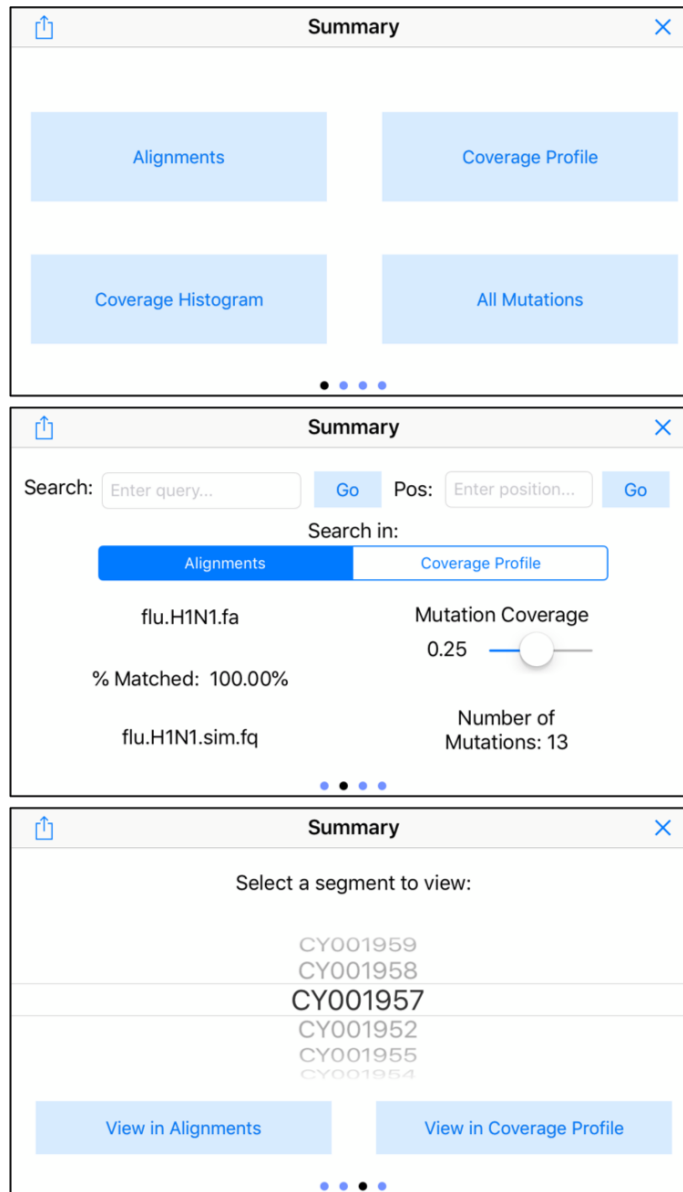 Summary
Alignments
Coverage Profile
Coverage Histogram
All Mutations
Summary
Search: Enter query... Go Pos: Enter position... Go
Search in:
Alignments Coverage Profile
flu.H1N1.fa
% Matched: 100.00%
flu.H1N1.sim.fq
Mutation Coverage
0.25
Number of
Mutations: 13
Summary
Select a segment to view:
CY001959
CY001958
CY001957
CY001952
CY001955
CY001954
View in Alignments
View in Coverage Profile